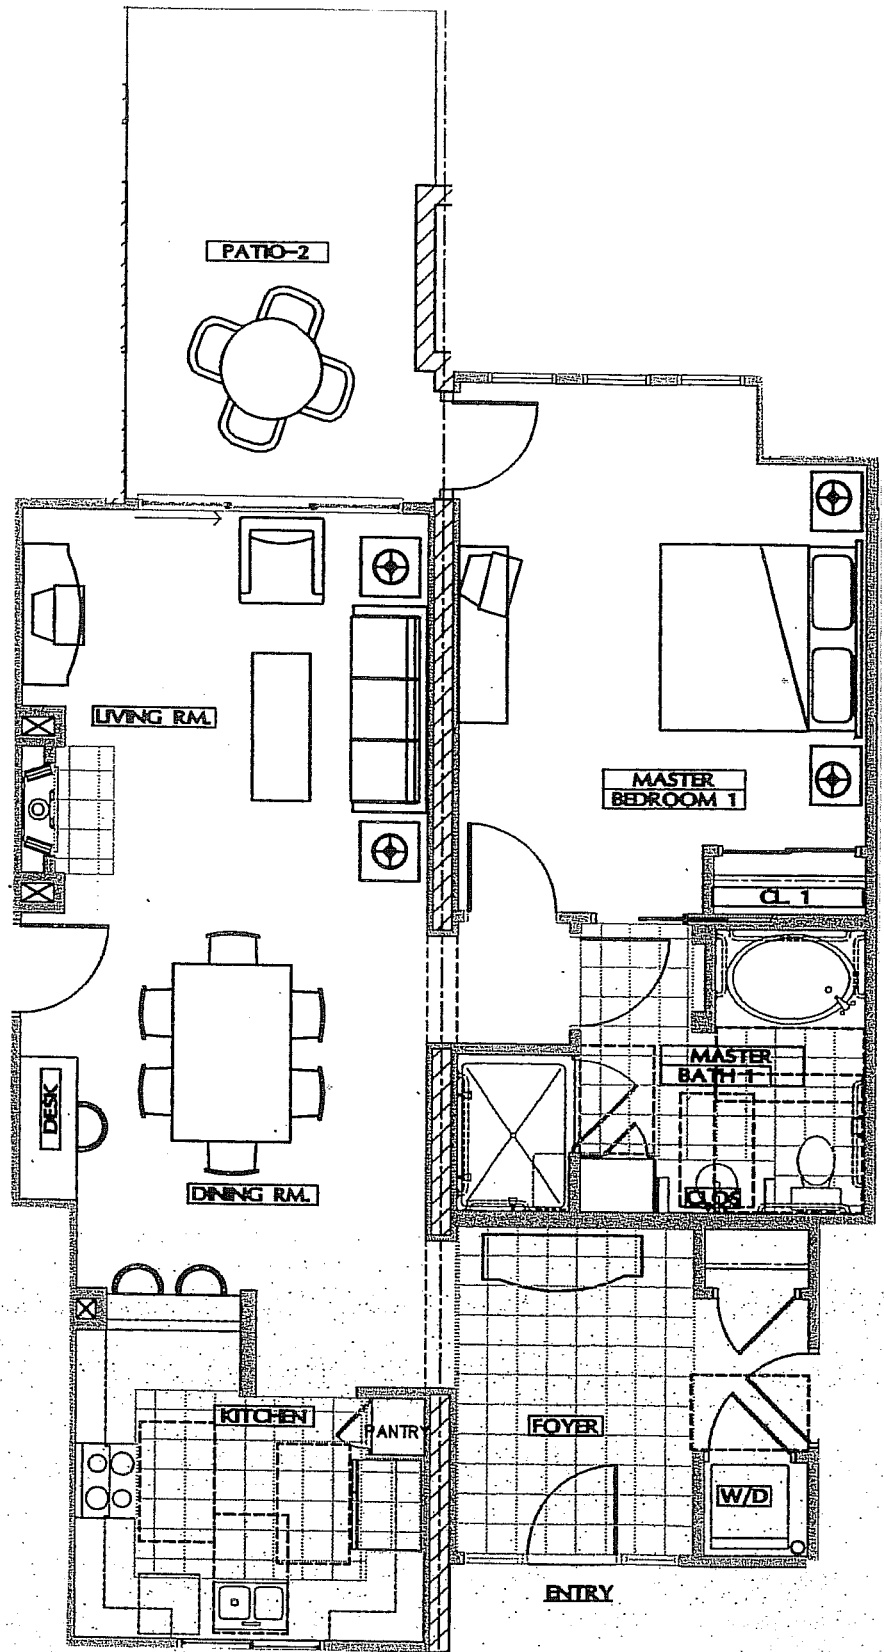 PATIO-2
LIVING RM.
MASTER
BEDROOM 1
CL 1
MASTER
BATH 1
DESK
DINING RM.
CLOS
KITCHEN
PANTRY
FOYER
W/D
ENTRY